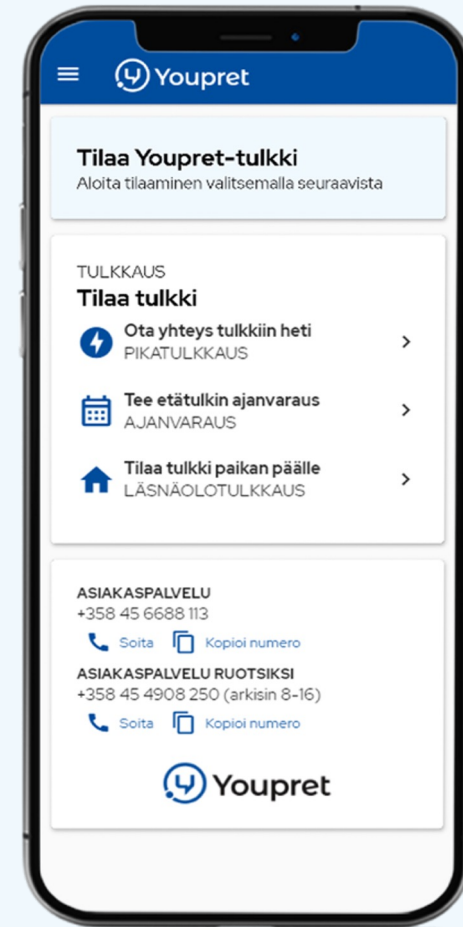 Youpret
Tilaa Youpret-tulkki
Aloita tilaaminen valitsemalla seuraavista
TULKKAUS
Tilaa tulkki
Ota yhteys tulkkiin heti
PIKATULKKAUS
Tee etätulkin ajanvaraus
AJANVARAUS
Tilaa tulkki paikan päälle
LÄSNÄOLOTULKKAUS
ASIAKASPALVELU
+358 45 6688 113
Soita Kopioi numero
ASIAKASPALVELU RUOTSIKSI
+358 45 4908 250 (arkisin 8-16)
Soita Kopioi numero
Youpret